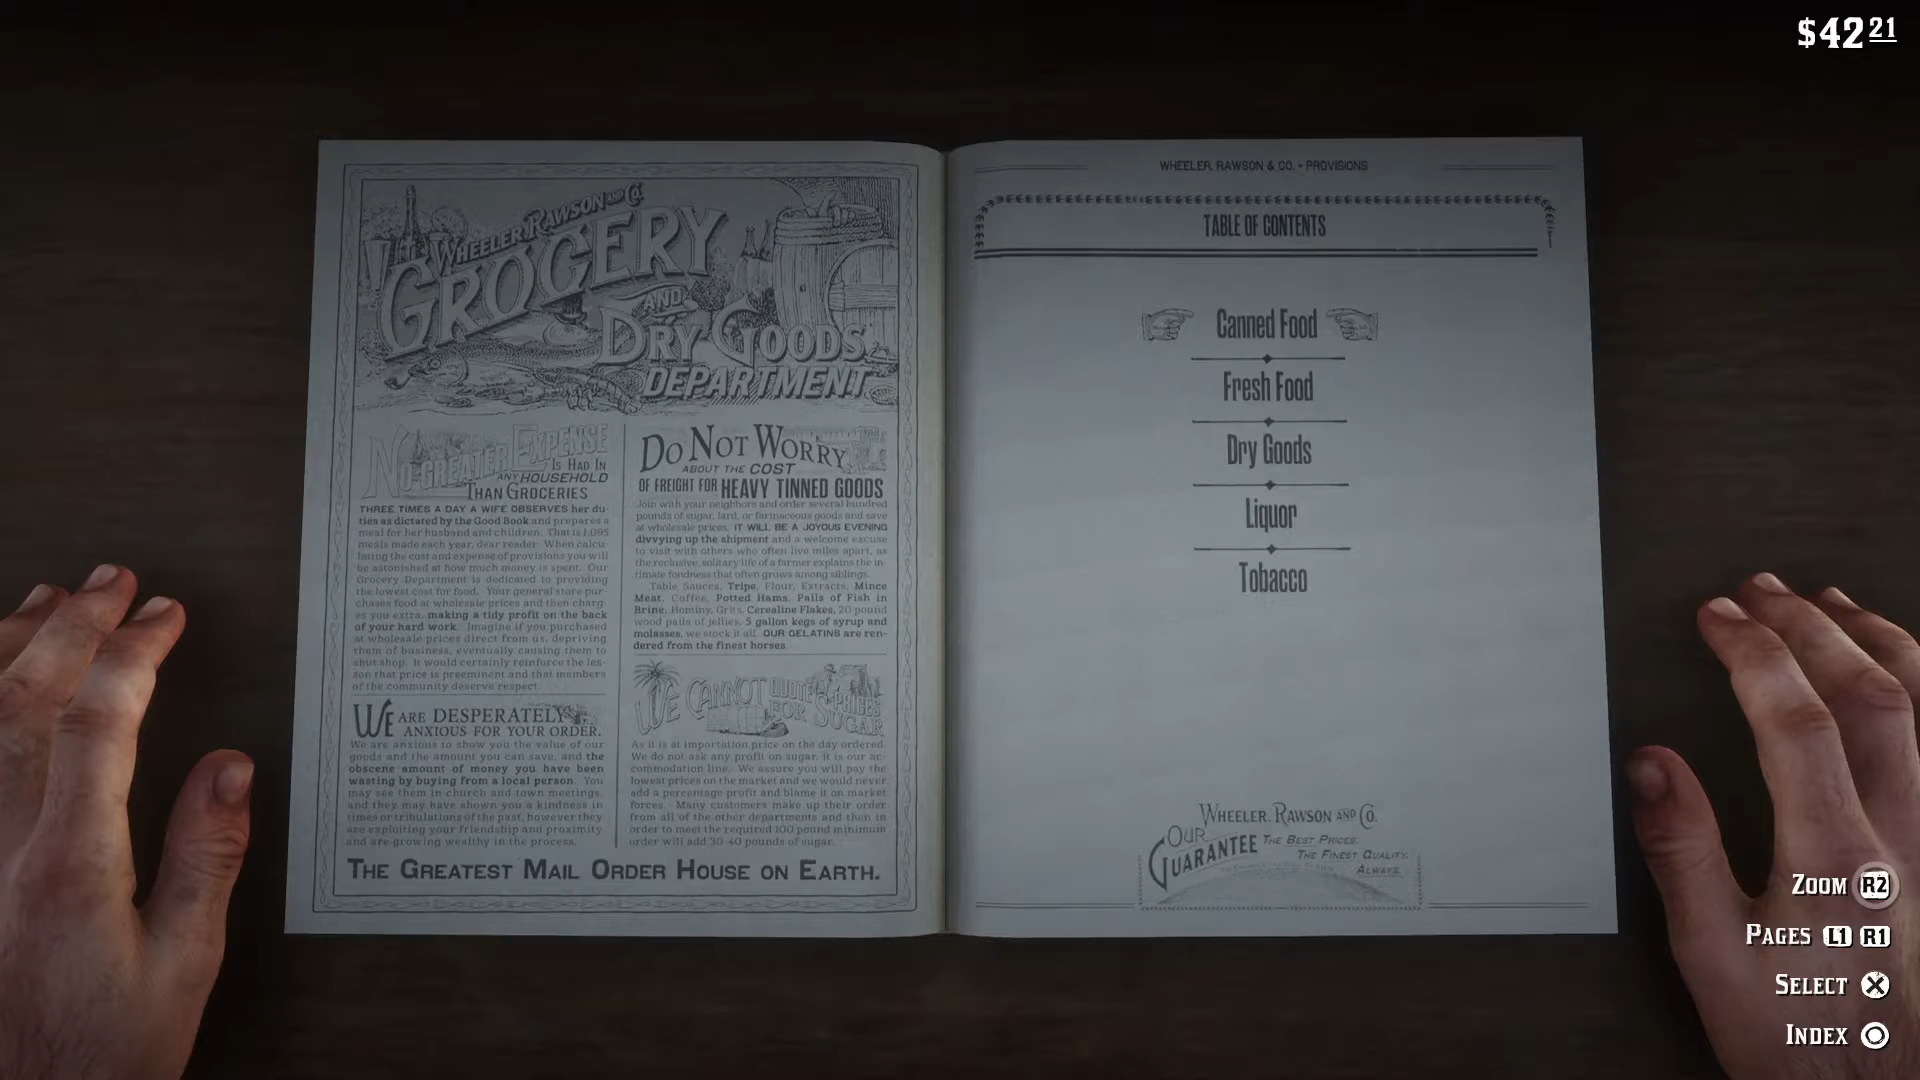 $42 21
WHEELER, RAWSON AND CO.
GROCERY
AND
DRY GOODS
DEPARTMENT
NO GREATER EXPENSE
IS HAD IN
ANY HOUSEHOLD
THAN GROCERIES
THREE TIMES A DAY A WIFE OBSERVES her du-
ties as dictated by the Good Book and prepares a
meal for her husband and children. That is 1,095
meals made each year, dear reader. When calcu-
lating the cost and expense of provisions you will
be astonished at how much money is spent. Our
Grocery Department is dedicated to providing
the lowest cost for food. Your general store pur-
chases food at wholesale prices and then charg-
es you extra, making a tidy profit on the back
of your hard work. Imagine if you purchased
at wholesale prices direct from us, depriving
them of business, eventually causing them to
shut shop. It would certainly reinforce the les-
son that price is preeminent and that members
of the community deserve respect.
WE ARE DESPERATELY
ANXIOUS FOR YOUR ORDER.
We are anxious to show you the value of our
goods and the amount you can save, and the
obscene amount of money you have been
wasting by buying from a local person. You
may see them in church and town meetings,
and they may have shown you a kindness in
times or tribulations of the past, however they
are exploiting your friendship and proximity
and are growing wealthy in the process.
DO NOT WORRY
ABOUT THE COST
OF FREIGHT FOR HEAVY TINNED GOODS
Join with your neighbors and order several hundred
pounds of sugar, lard, or farinaceous goods and save
at wholesale prices. IT WILL BE A JOYOUS EVENING
divvying up the shipment and a welcome excuse
to visit with others who often live miles apart, as
the reclusive, solitary life of a farmer explains the in-
timate fondness that often grows among siblings.
Table Sauces, Tripe, Flour, Extracts, Mince
Meat, Coffee, Potted Hams, Pails of Fish in
Brine, Hominy, Grits, Cerealine Flakes, 20 pound
wood pails of jellies, 5 gallon kegs of syrup and
molasses, we stock it all. OUR GELATINS are ren-
dered from the finest horses.
WE CANNOT QUOTE PRICES
FOR SUGAR
As it is at importation price on the day ordered.
We do not ask any profit on sugar, it is our ac-
commodation line. We assure you will pay the
lowest prices on the market and we would never
add a percentage profit and blame it on market
forces. Many customers make up their order
from all of the other departments and then in
order to meet the required 100 pound minimum
order will add 30-40 pounds of sugar.
THE GREATEST MAIL ORDER HOUSE ON EARTH.
WHEELER, RAWSON & CO. • PROVISIONS
TABLE OF CONTENTS
Canned Food
Fresh Food
Dry Goods
Liquor
Tobacco
WHEELER, RAWSON AND CO.
OUR GUARANTEE THE BEST PRICES.
THE FINEST QUALITY.
ALWAYS.
ZOOM R2
PAGES L1 R1
SELECT
INDEX